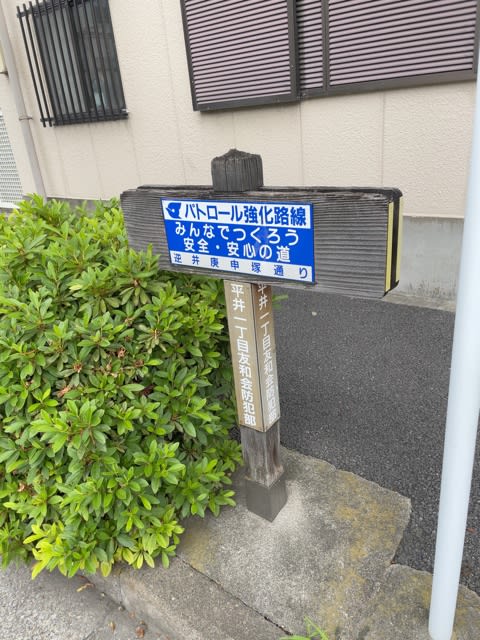 パトロール強化路線
みんなでつくろう
安全・安心の道
逆井庚申塚通り
平井一丁目友和会防犯部
平井一丁目友和会防犯部